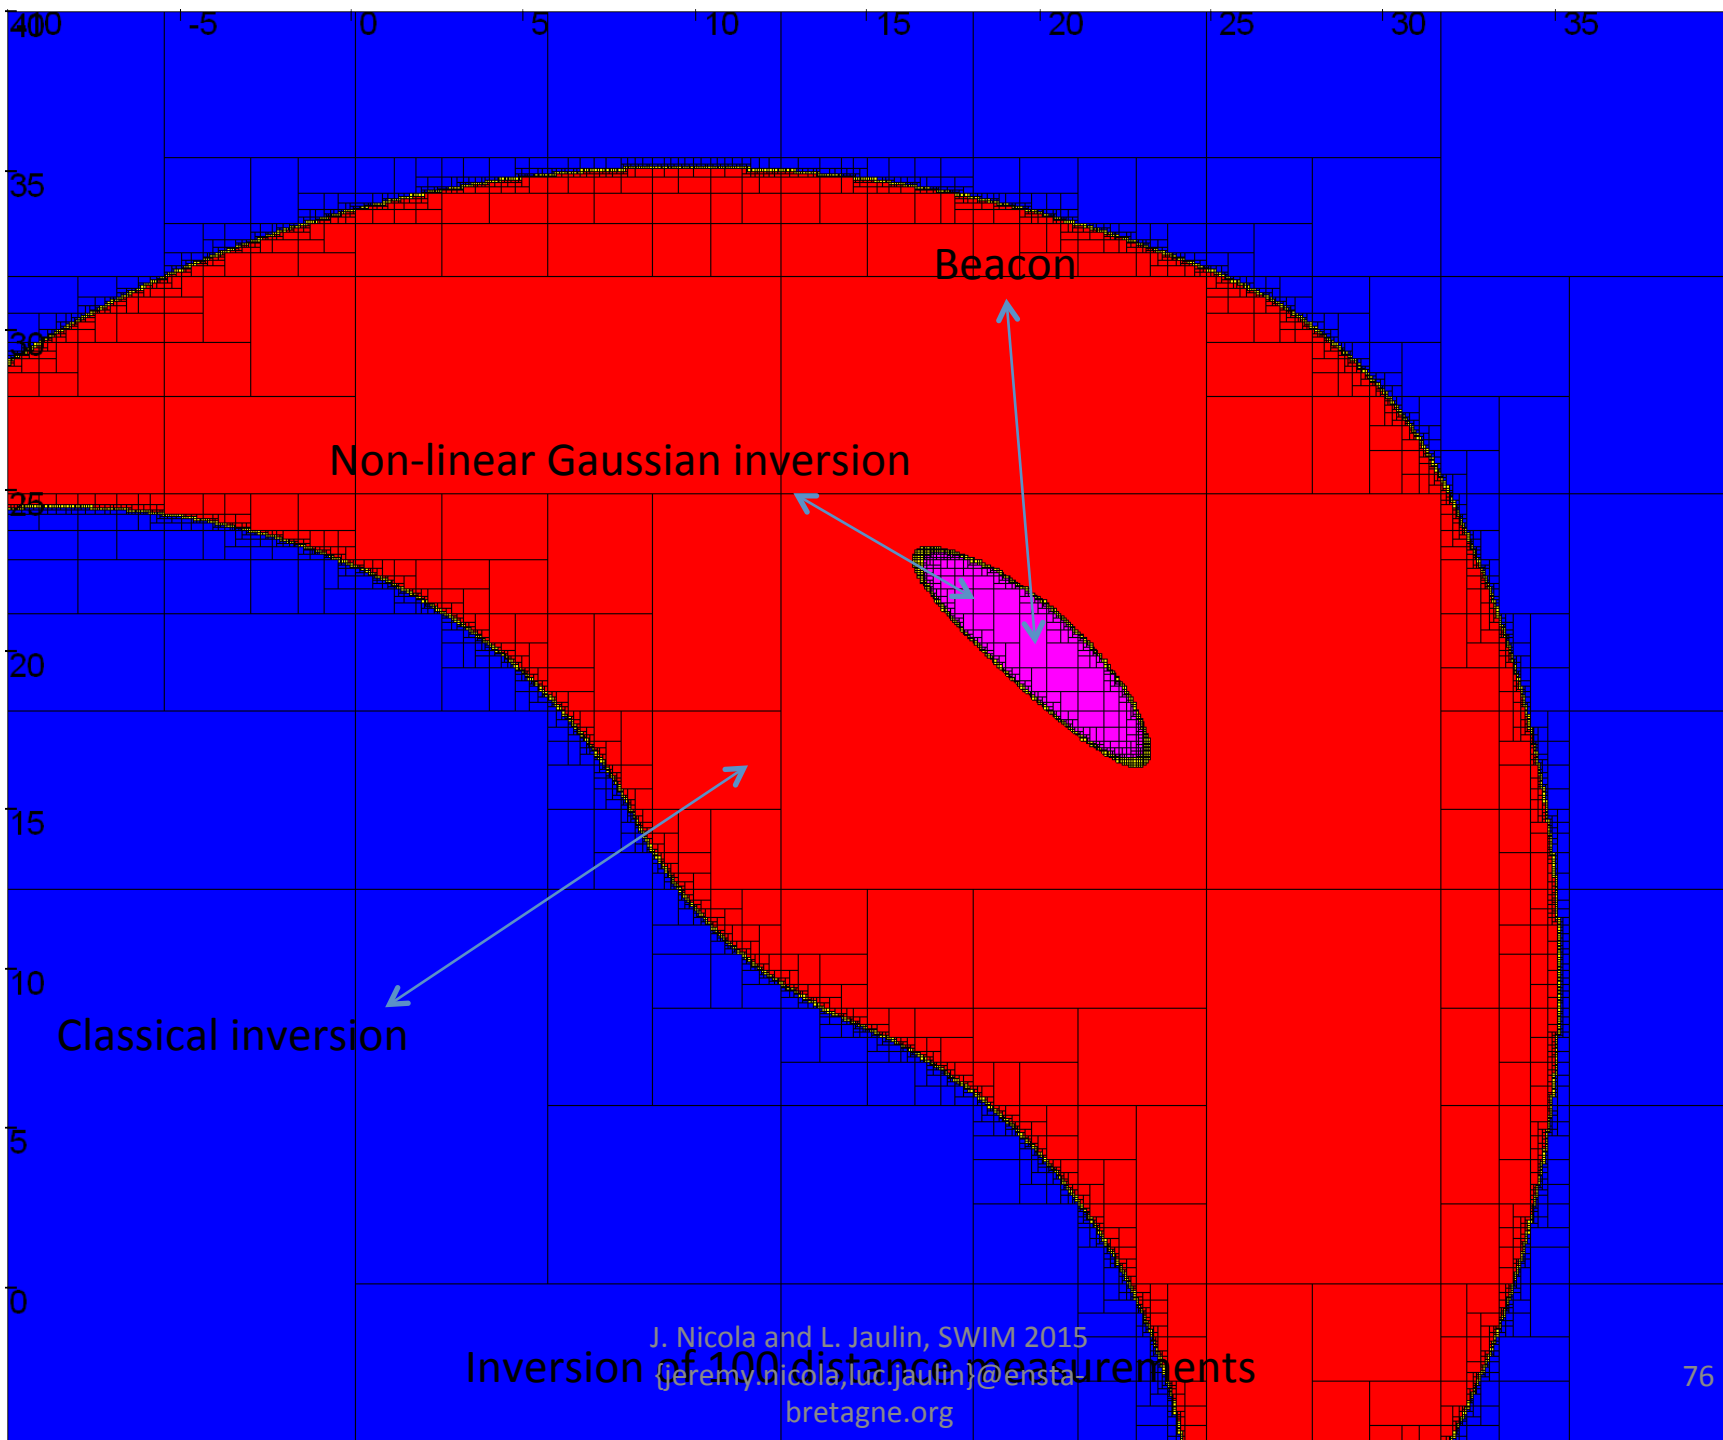 -10 -5 0 5 10 15 20 25 30 35
40
35
Beacon
30
Non-linear Gaussian inversion
25
20
15
10
Classical inversion
5
0
J. Nicola and L. Jaulin, SWIM 2015
Inversion of 100 distance measurements
{jeremy.nicola,luc.jaulin}@ensta-
bretagne.org
76